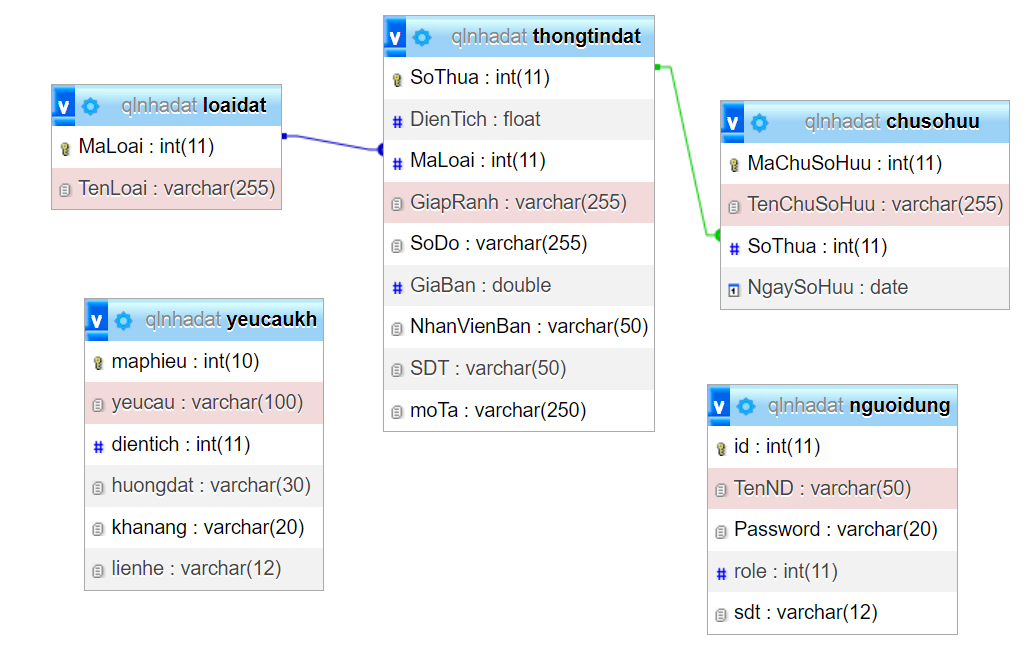 qlnhadat loaidat
MaLoai : int(11)
TenLoai : varchar(255)
qlnhadat thongtindat
SoThua : int(11)
DienTich : float
MaLoai : int(11)
GiapRanh : varchar(255)
SoDo : varchar(255)
GiaBan : double
NhanVienBan : varchar(50)
SDT : varchar(50)
moTa : varchar(250)
qlnhadat chusohuu
MaChuSoHuu : int(11)
TenChuSoHuu : varchar(255)
SoThua : int(11)
NgaySoHuu : date
qlnhadat yeucaukh
maphieu : int(10)
yeucau : varchar(100)
dientich : int(11)
huongdat : varchar(30)
khanang : varchar(20)
lienhe : varchar(12)
qlnhadat nguoidung
id : int(11)
TenND : varchar(50)
Password : varchar(20)
role : int(11)
sdt : varchar(12)